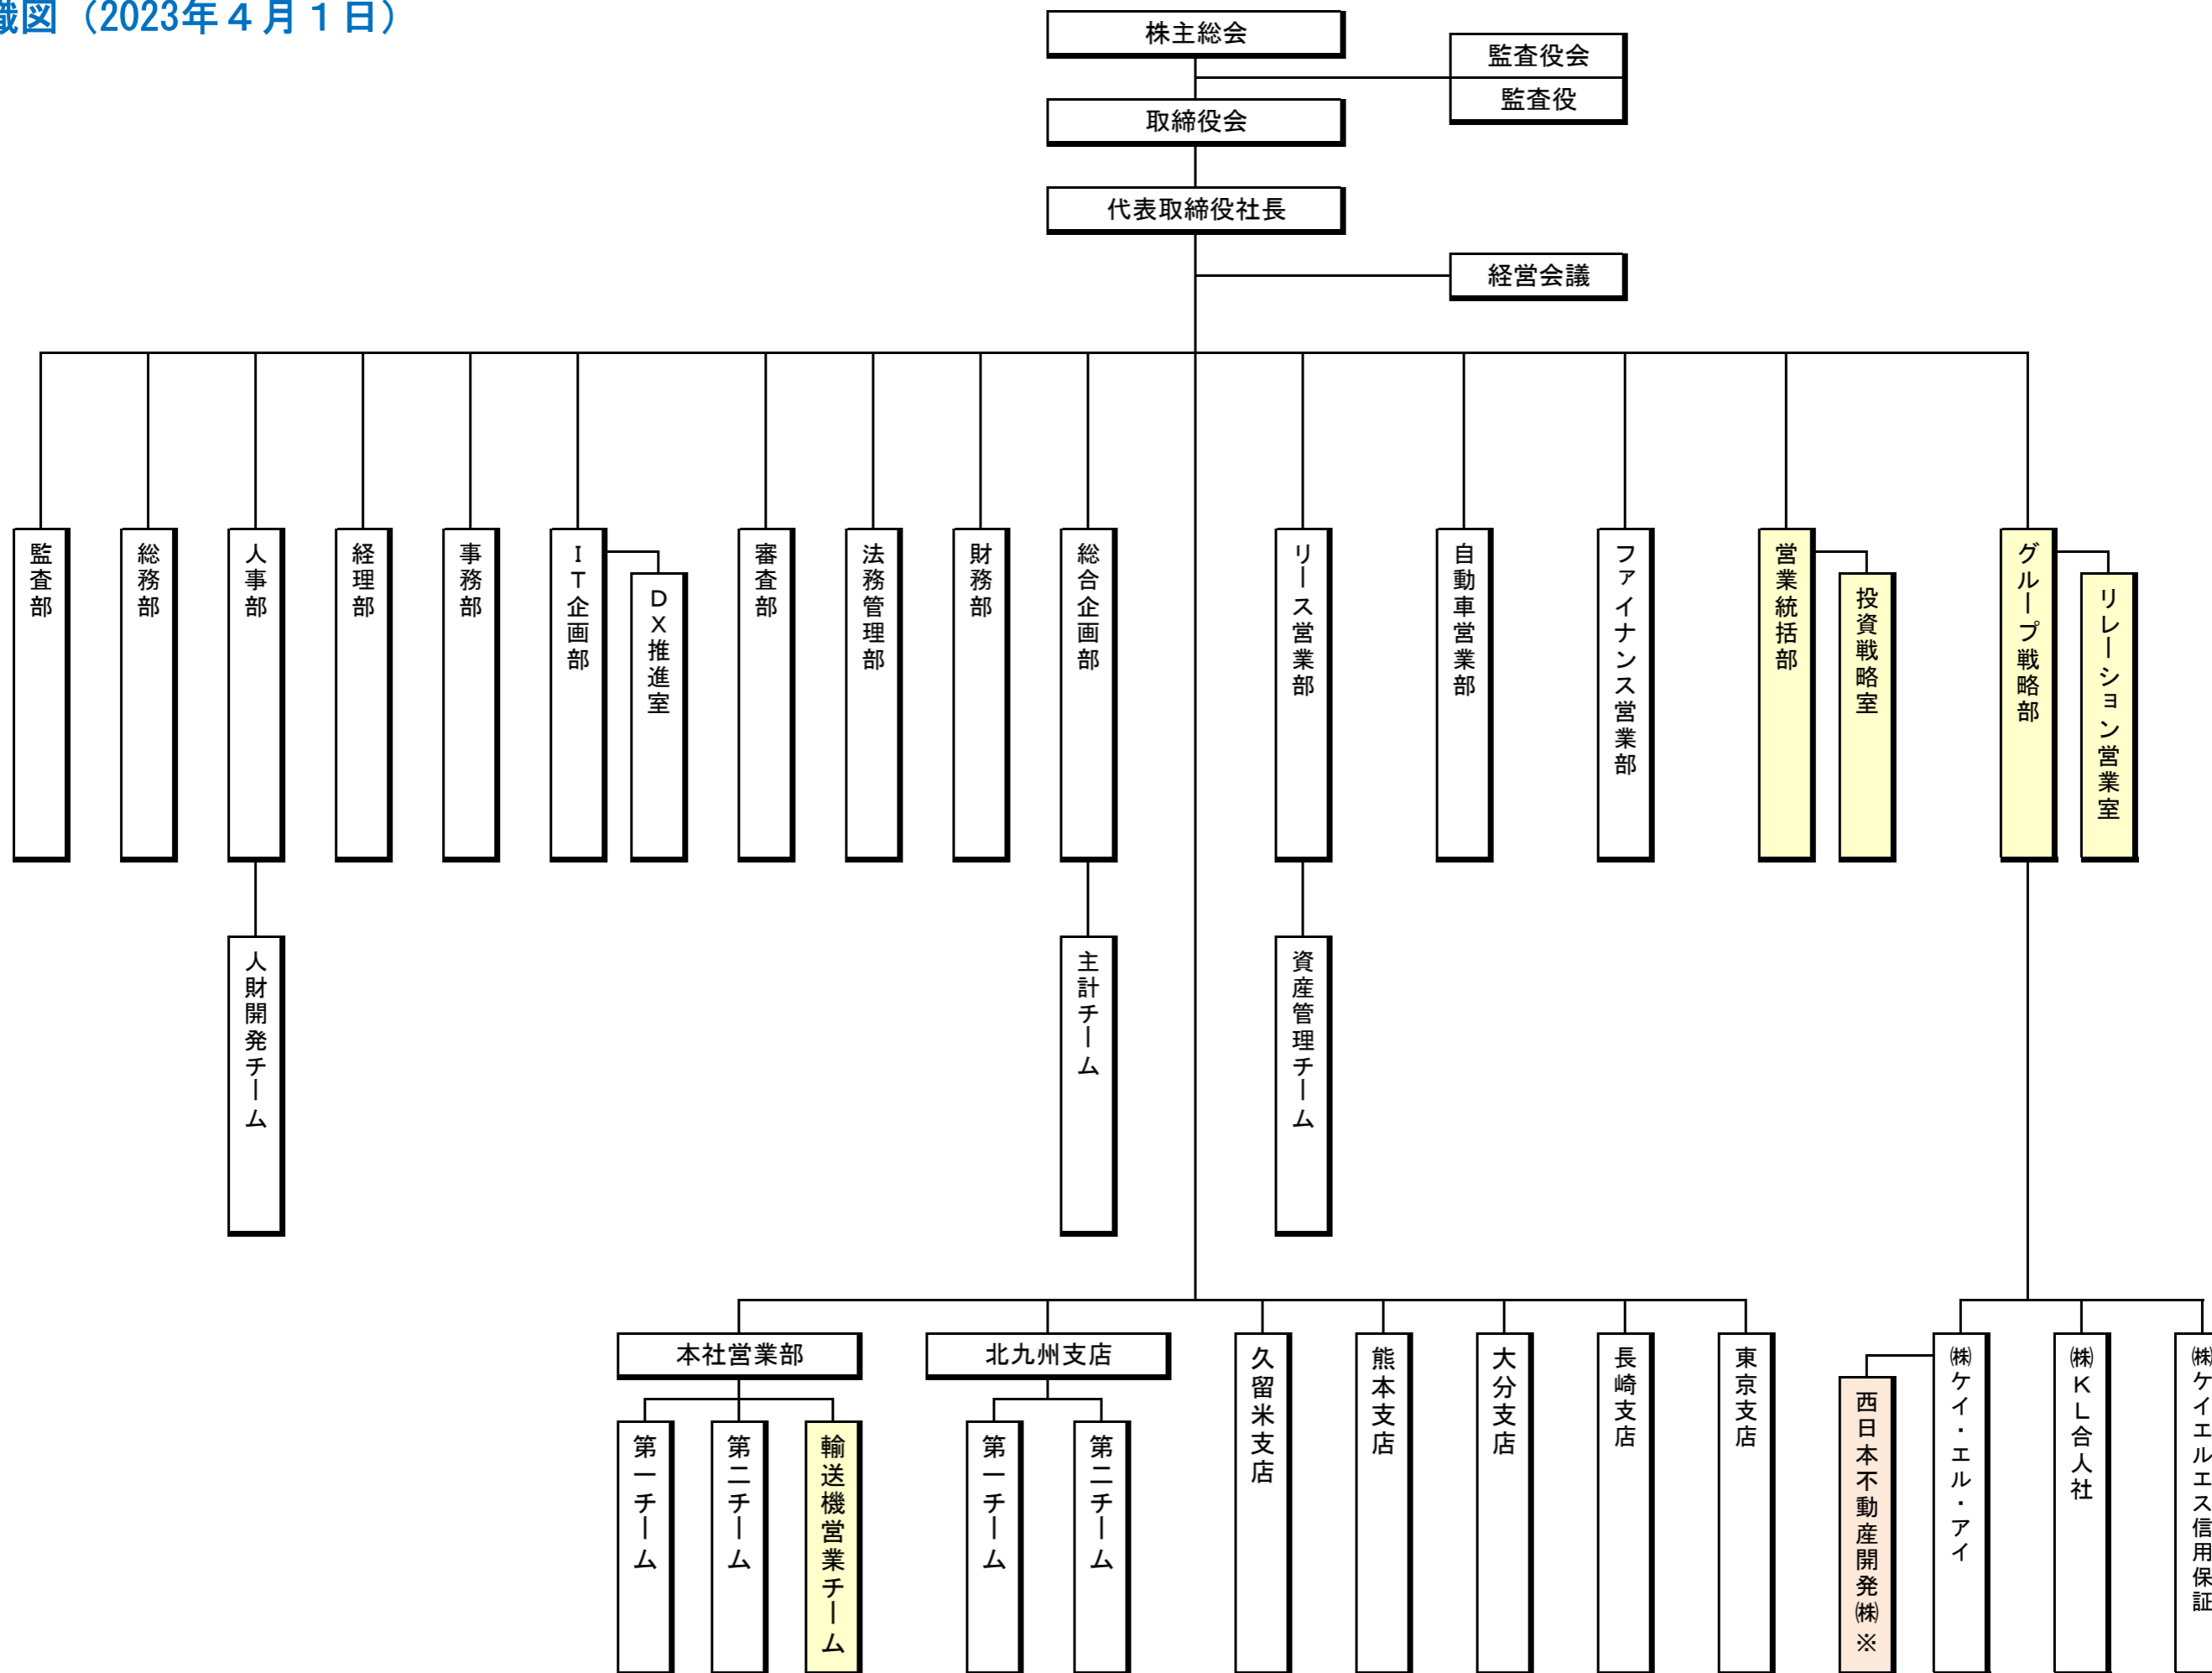 織図（2023年４月１日）
株主総会
監査役会
監査役
取締役会
代表取締役社長
経営会議
監査部
総務部
人事部
経理部
事務部
ＩＴ企画部
ＤＸ推進室
審査部
法務管理部
財務部
総合企画部
リース営業部
自動車営業部
ファイナンス営業部
営業統括部
投資戦略室
グループ戦略部
リレーション営業室
人財開発チーム
主計チーム
資産管理チーム
本社営業部
北九州支店
久留米支店
熊本支店
大分支店
長崎支店
東京支店
西日本不動産開発㈱※
㈱ケイ・エル・アイ
㈱ＫＬ合人社
㈱ケイエルエス信用保証
第一チーム
第二チーム
輸送機営業チーム
第一チーム
第二チーム